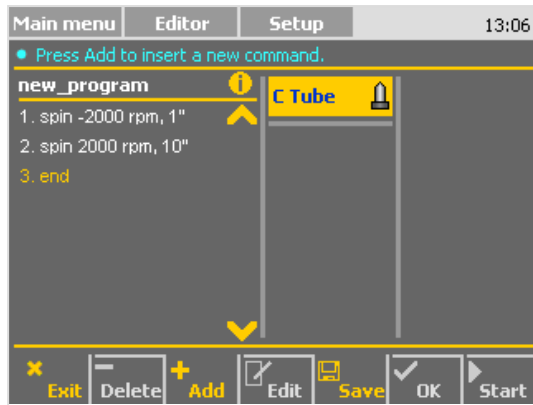 Main menu Editor Setup 13:06
• Press Add to insert a new command.
new_program i
C Tube
1. spin -2000 rpm, 1"
2. spin 2000 rpm, 10"
3. end
Exit Delete Add Edit Save OK Start